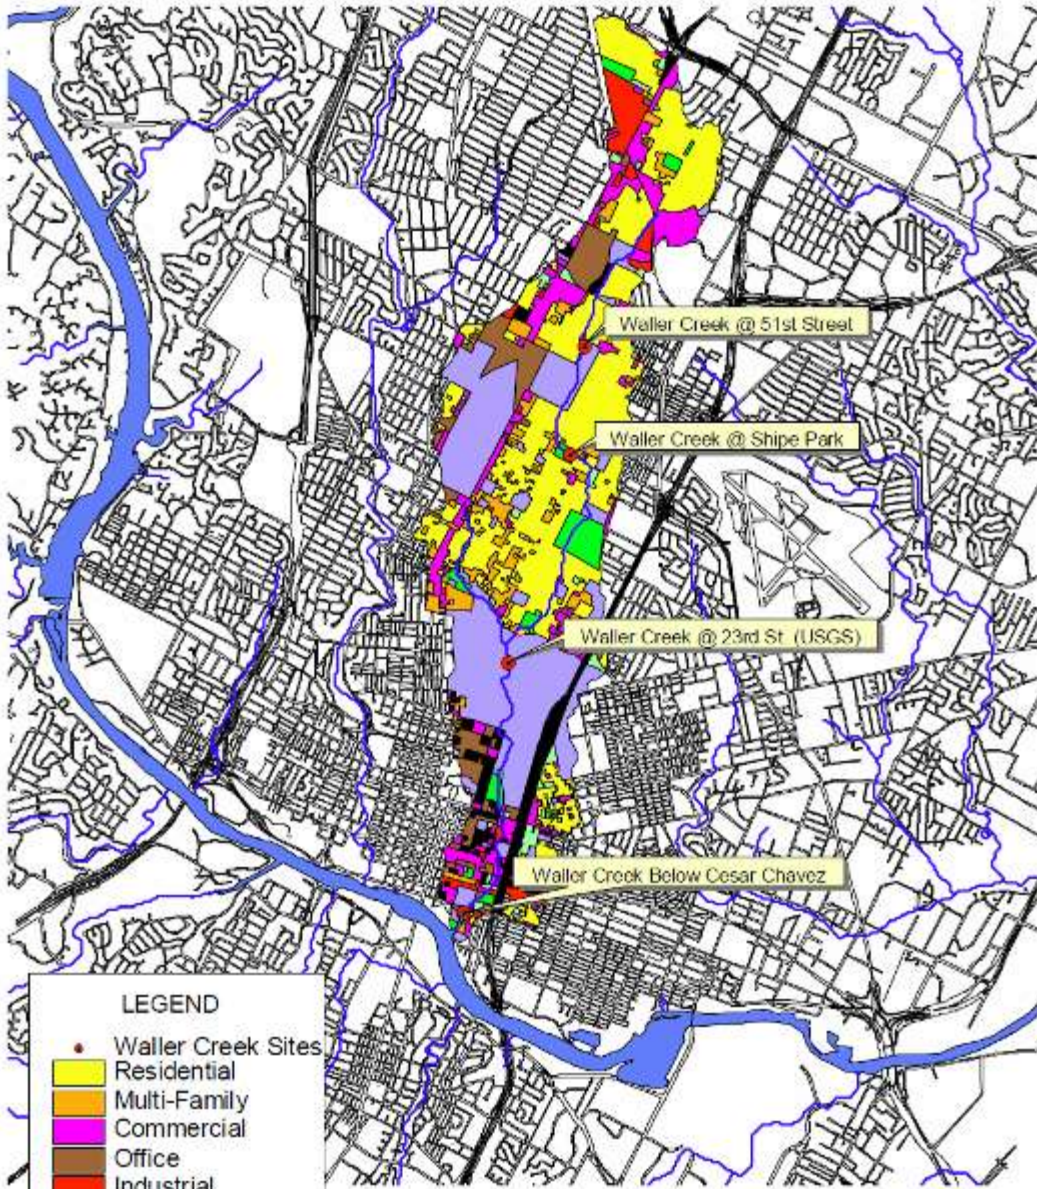 Waller Creek @ 51st Street
Waller Creek @ Shipe Park
Waller Creek @ 23rd St. (USGS)
Waller Creek Below Cesar Chavez
LEGEND
Waller Creek Sites
Residential
Multi-Family
Commercial
Office
Industrial